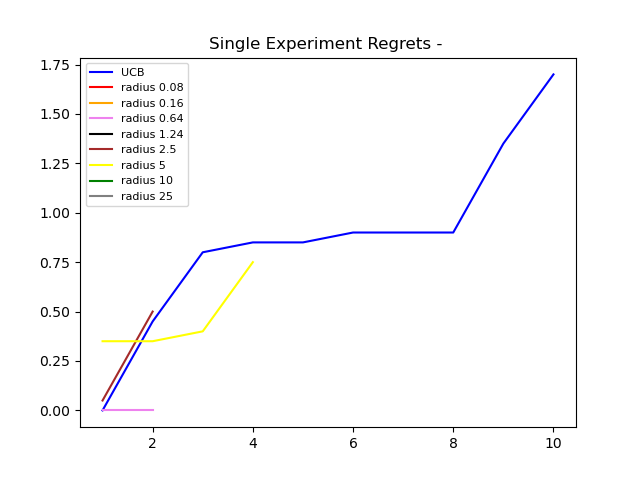 Single Experiment Regrets -
1.75
1.50
1.25
1.00
0.75
0.50
0.25
0.00
UCB
radius 0.08
radius 0.16
radius 0.64
radius 1.24
radius 2.5
radius 5
radius 10
radius 25
2 4 6 8 10